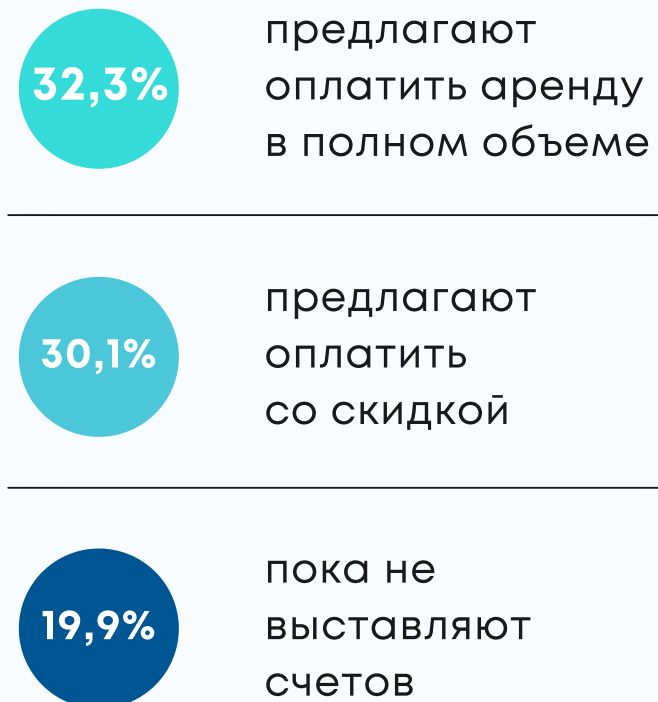 32,3%
предлагают
оплатить аренду
в полном объеме
30,1%
предлагают
оплатить
со скидкой
19,9%
пока не
выставляют
счетов